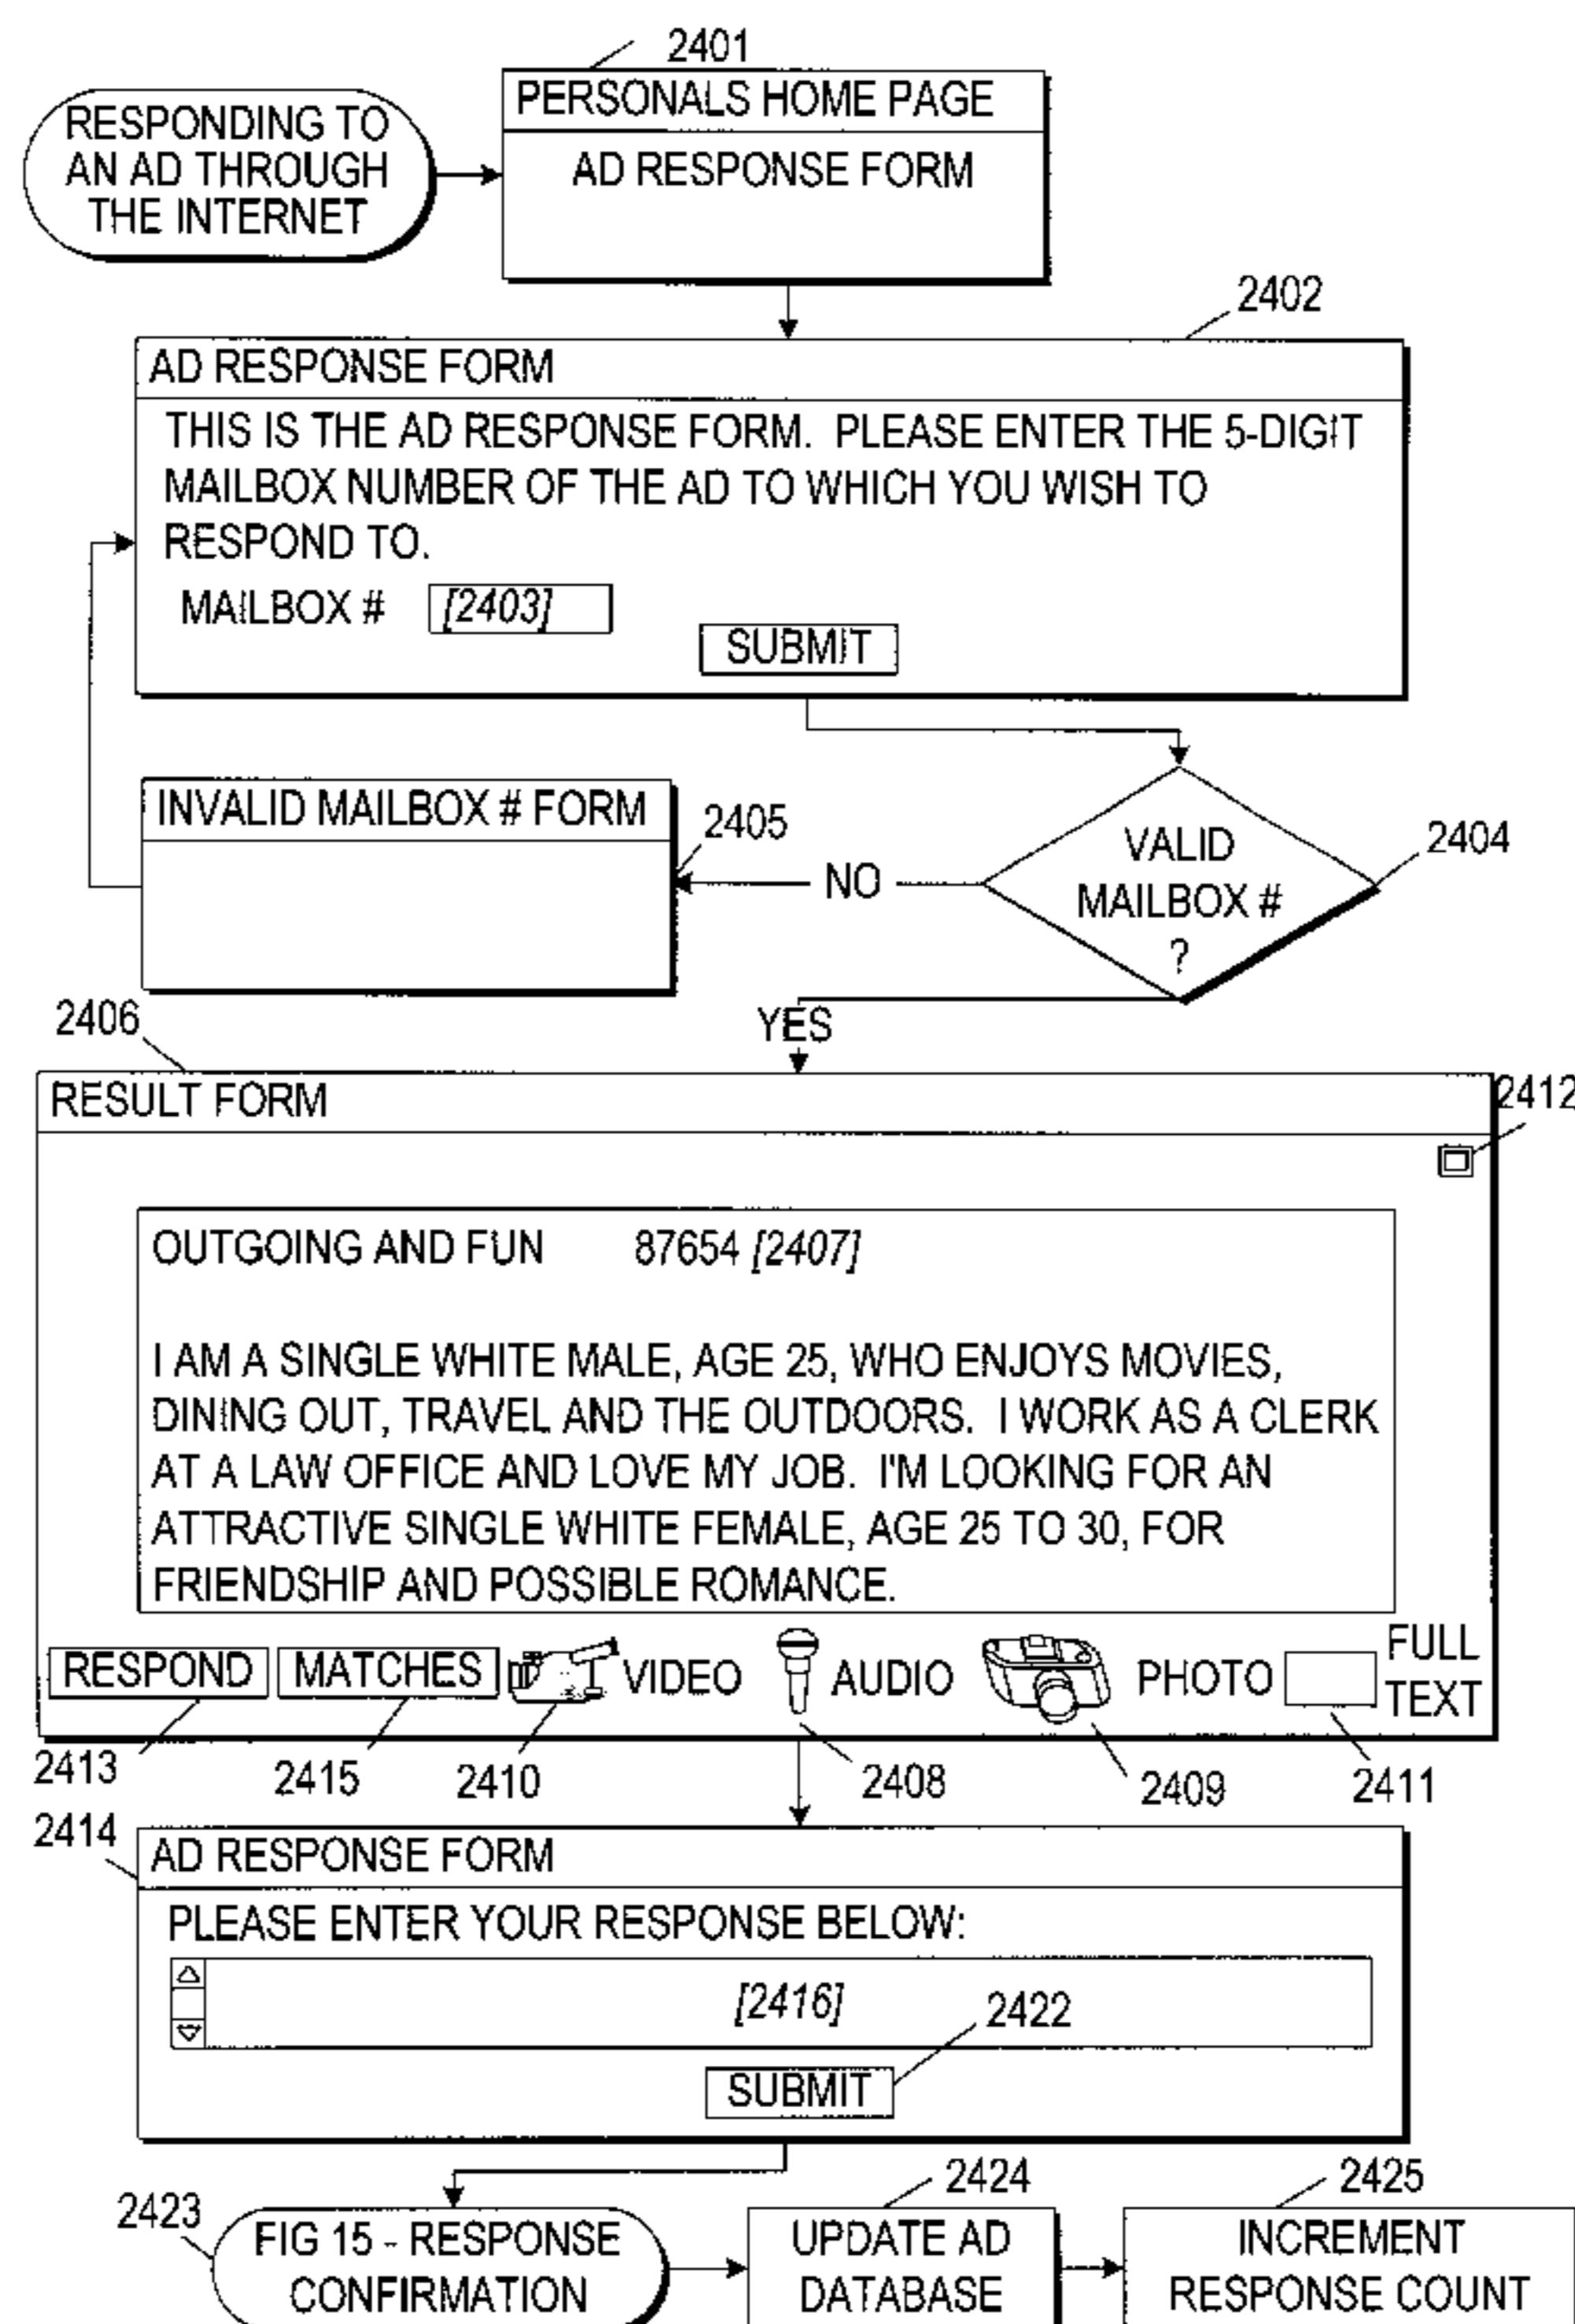 2401
PERSONALS HOME PAGE
RESPONDING TO
AN AD THROUGH
THE INTERNET
AD RESPONSE FORM
2402
AD RESPONSE FORM
THIS IS THE AD RESPONSE FORM. PLEASE ENTER THE 5-DIGIT
MAILBOX NUMBER OF THE AD TO WHICH YOU WISH TO
RESPOND TO.
MAILBOX # [2403]
SUBMIT
INVALID MAILBOX # FORM
2405
NO
VALID
MAILBOX #
?
2404
YES
2406
RESULT FORM
2412
OUTGOING AND FUN 87654 [2407]
I AM A SINGLE WHITE MALE, AGE 25, WHO ENJOYS MOVIES,
DINING OUT, TRAVEL AND THE OUTDOORS. I WORK AS A CLERK
AT A LAW OFFICE AND LOVE MY JOB. I'M LOOKING FOR AN
ATTRACTIVE SINGLE WHITE FEMALE, AGE 25 TO 30, FOR
FRIENDSHIP AND POSSIBLE ROMANCE.
RESPOND MATCHES VIDEO AUDIO PHOTO FULL
TEXT
2413 2415 2410 2408 2409 2411
2414
AD RESPONSE FORM
PLEASE ENTER YOUR RESPONSE BELOW:
[2416]
2422
SUBMIT
2423
FIG 15 - RESPONSE
CONFIRMATION
2424
UPDATE AD
DATABASE
2425
INCREMENT
RESPONSE COUNT